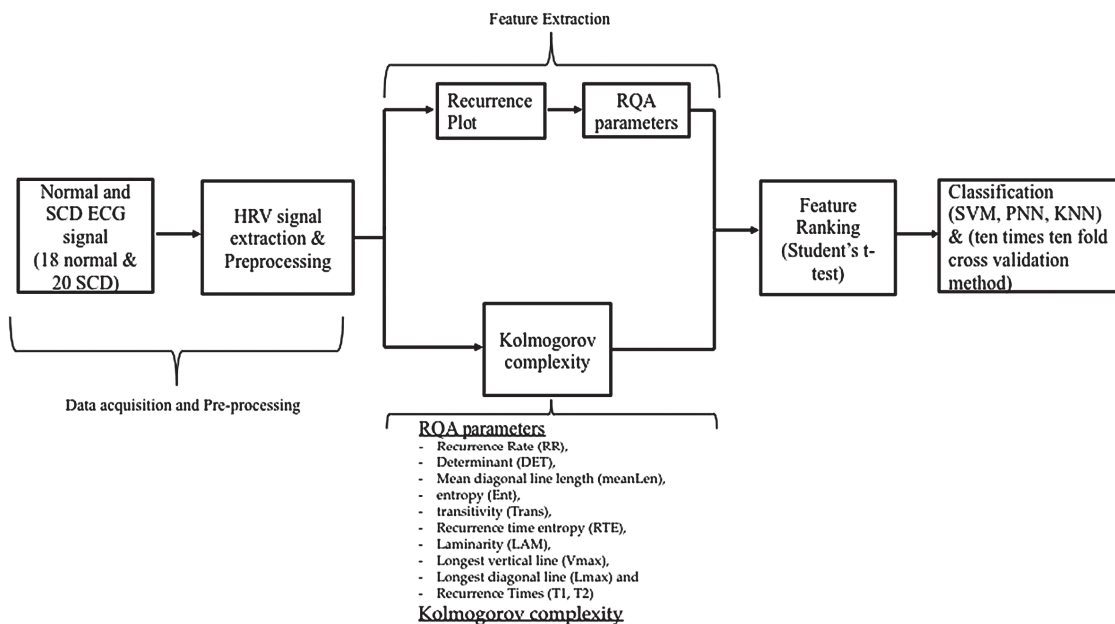 Feature Extraction
Recurrence
Plot
RQA
parameters
Normal and
SCD ECG
signal
(18 normal &
20 SCD)
HRV signal
extraction &
Preprocessing
Feature
Ranking
(Student's t-
test)
Classification
(SVM, PNN, KNN)
& (ten times ten fold
cross validation
method)
Kolmogorov
complexity
Data acquisition and Pre-processing
RQA parameters
- Recurrence Rate (RR),
- Determinant (DET),
- Mean diagonal line length (meanLen),
- entropy (Ent),
- transitivity (Trans),
- Recurrence time entropy (RTE),
- Laminarity (LAM),
- Longest vertical line (Vmax),
- Longest diagonal line (Lmax) and
- Recurrence Times (T1, T2)
Kolmogorov complexity